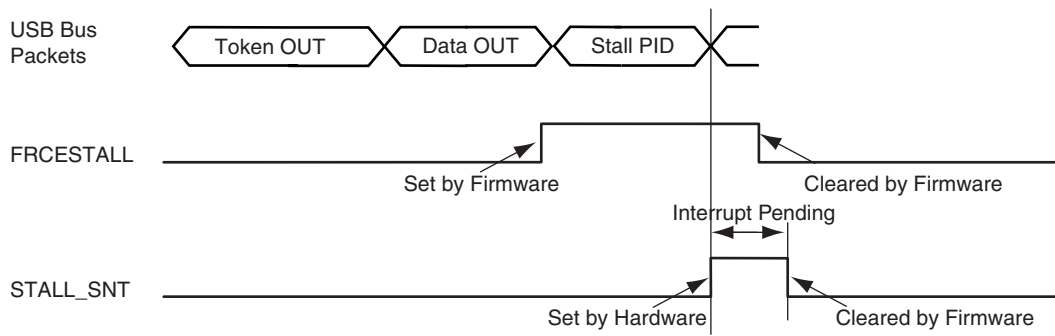 USB Bus
Packets
Token OUT
Data OUT
Stall PID
FRCESTALL
Set by Firmware
Cleared by Firmware
Interrupt Pending
STALL_SNT
Set by Hardware
Cleared by Firmware